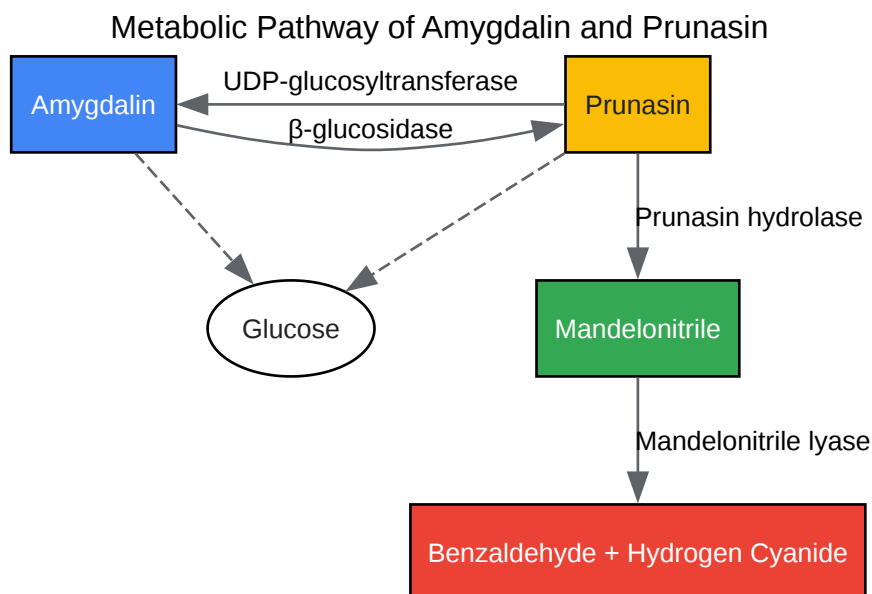 Metabolic Pathway of Amygdalin and Prunasin
UDP-glucosyltransferase
Amygdalin
Prunasin
β-glucosidase
Prunasin hydrolase
Glucose
Mandelonitrile
Mandelonitrile lyase
Benzaldehyde + Hydrogen Cyanide